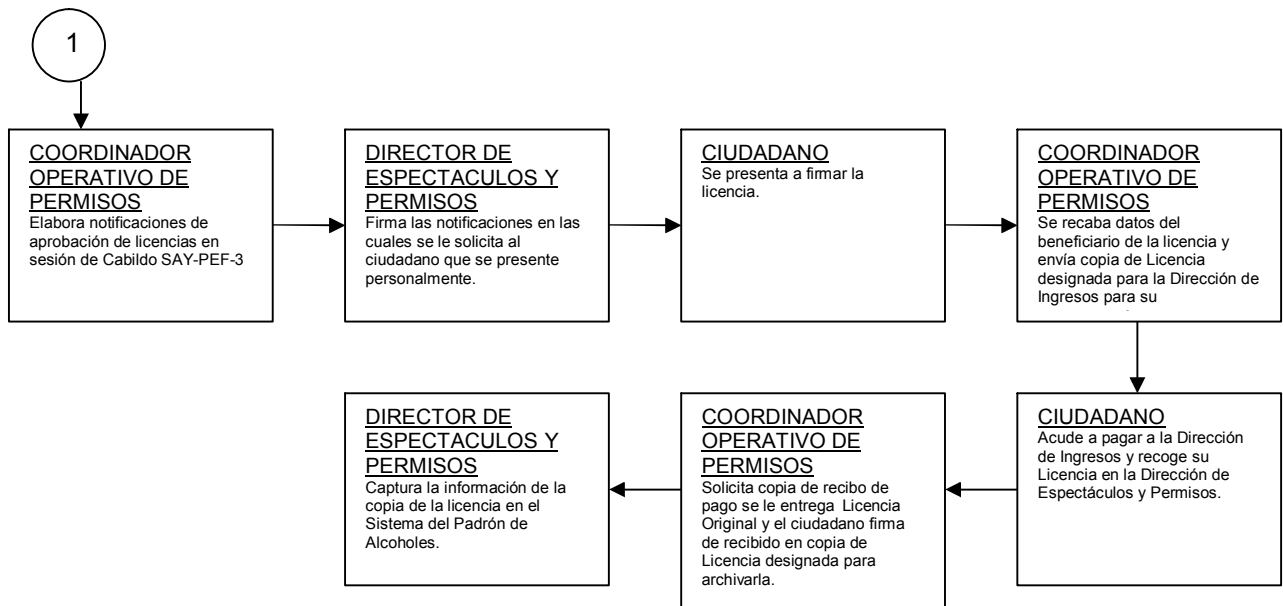 1
COORDINADOR
OPERATIVO DE
PERMISOS
Elabora notificaciones de
aprobación de licencias en
sesión de Cabildo SAY-PEF-3
DIRECTOR DE
ESPECTACULOS Y
PERMISOS
Firma las notificaciones en las
cuales se le solicita al
ciudadano que se presente
personalmente.
CIUDADANO
Se presenta a firmar la
licencia.
COORDINADOR
OPERATIVO DE
PERMISOS
Se recaba datos del
beneficiario de la licencia y
envía copia de Licencia
designada para la Dirección de
Ingresos para su
CIUDADANO
Acude a pagar a la Dirección
de Ingresos y recoge su
Licencia en la Dirección de
Espectáculos y Permisos.
COORDINADOR
OPERATIVO DE
PERMISOS
Solicita copia de recibo de
pago se le entrega Licencia
Original y el ciudadano firma
de recibido en copia de
Licencia designada para
archivarla.
DIRECTOR DE
ESPECTACULOS Y
PERMISOS
Captura la información de la
copia de la licencia en el
Sistema del Padrón de
Alcoholes.